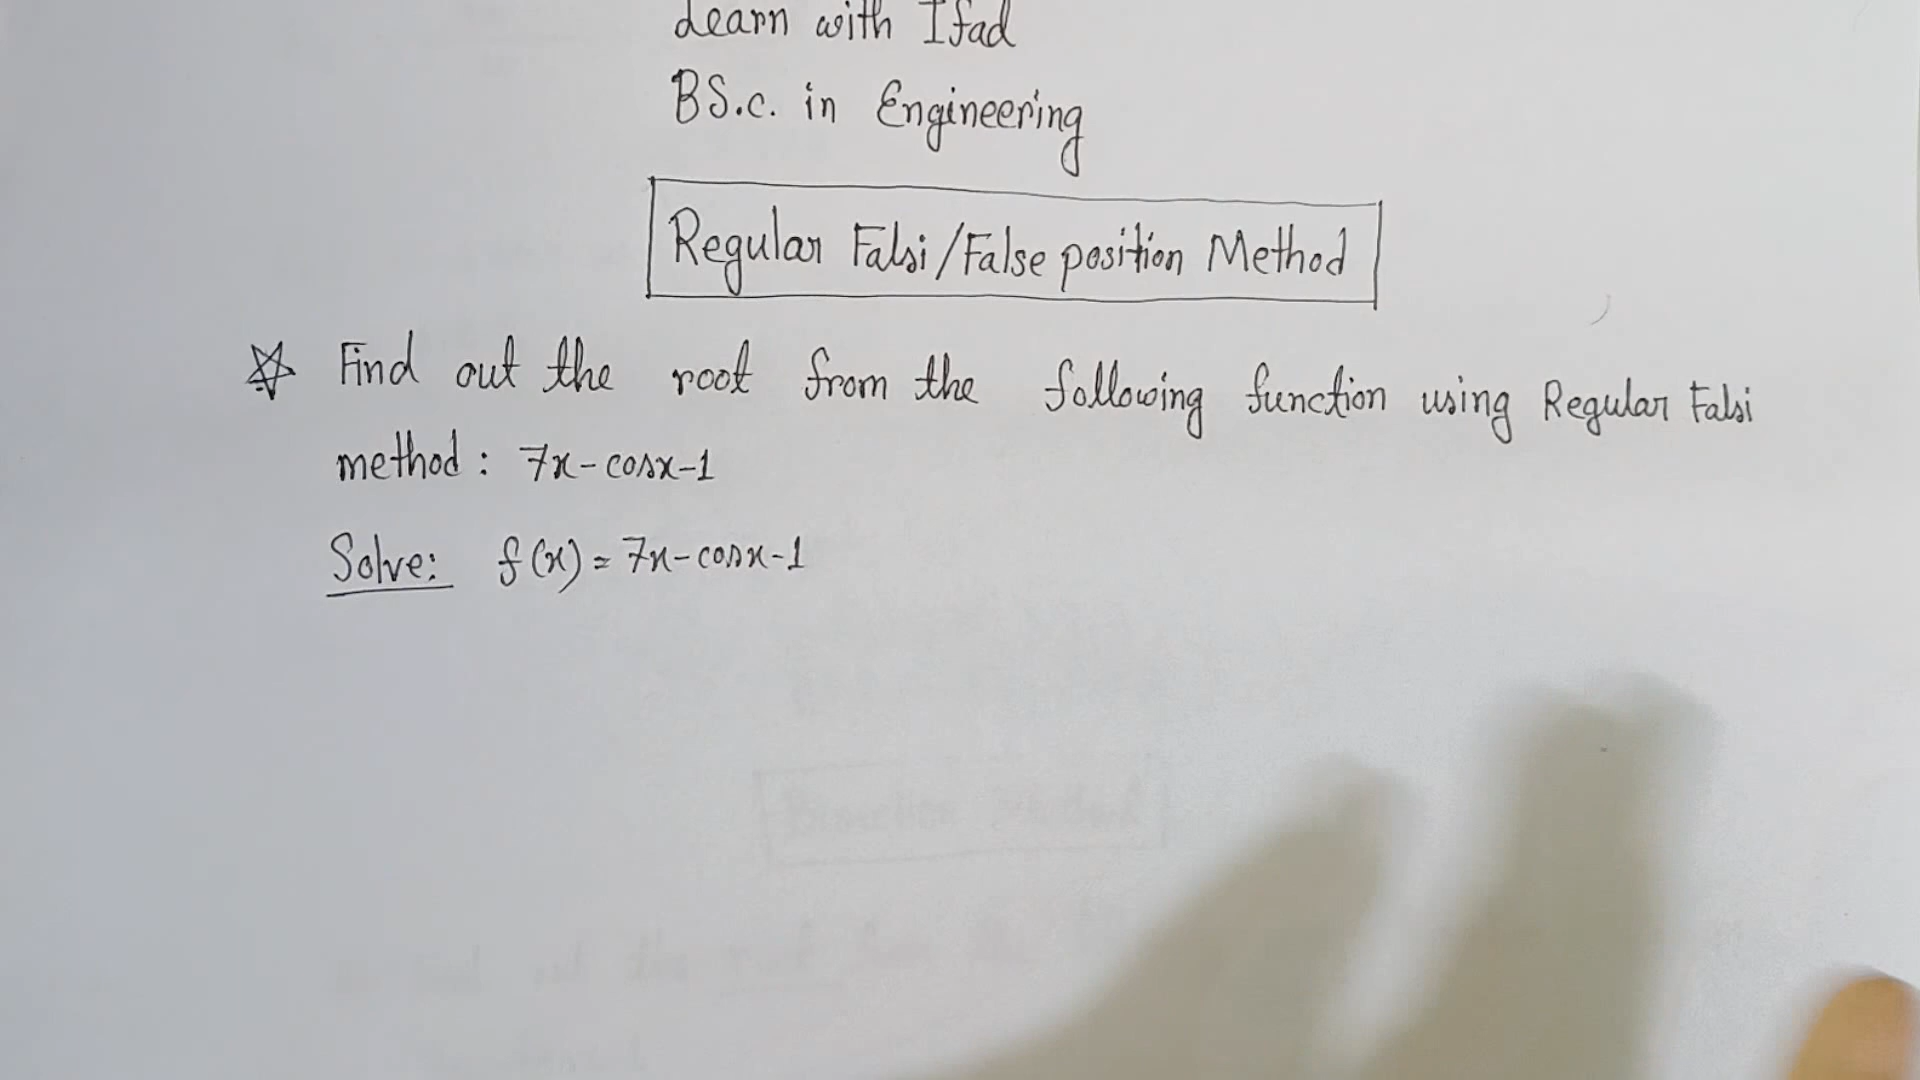 Learn with Ifad
BS.c. in Engineering
Regular Falsi/False position Method
Find out the root from the following function using Regular Falsi
method: 7x-cosx-1
Solve: f(x) = 7x-cosx-1